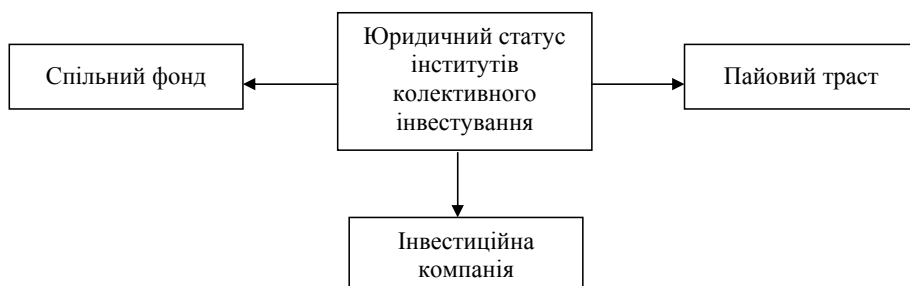 Юридичний статус
інститутів
колективного
інвестування
Спільний фонд
Пайовий траст
Інвестиційна
компанія